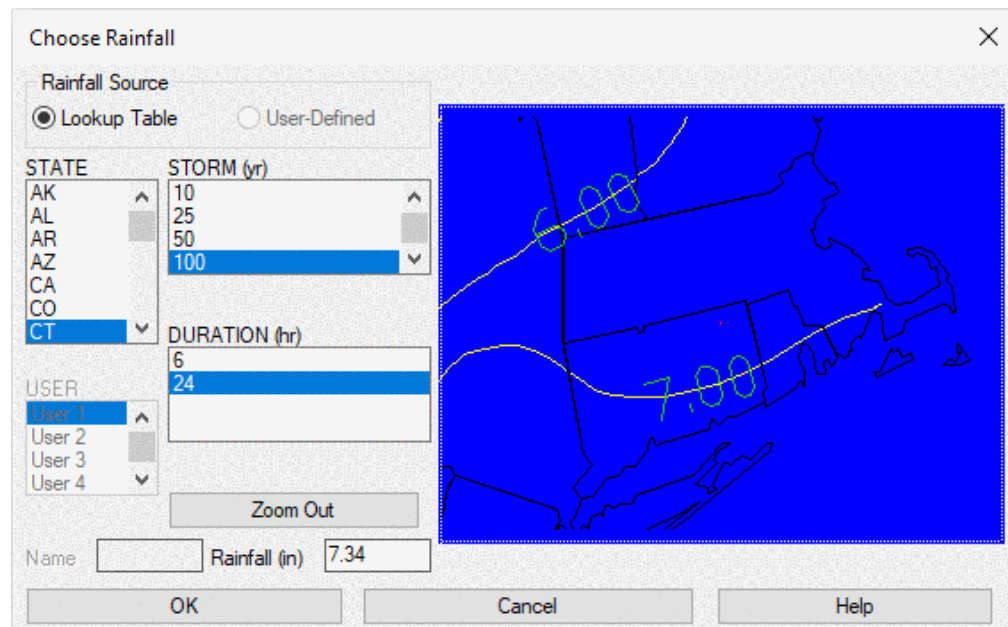 Choose Rainfall
Rainfall Source
Lookup Table User-Defined
STATE
AK
AL
AR
AZ
CA
CO
CT
STORM (yr)
10
25
50
100
DURATION (hr)
6
24
USER
User 1
User 2
User 3
User 4
Zoom Out
Name Rainfall (in) 7.34
6.00
7.00
OK Cancel Help